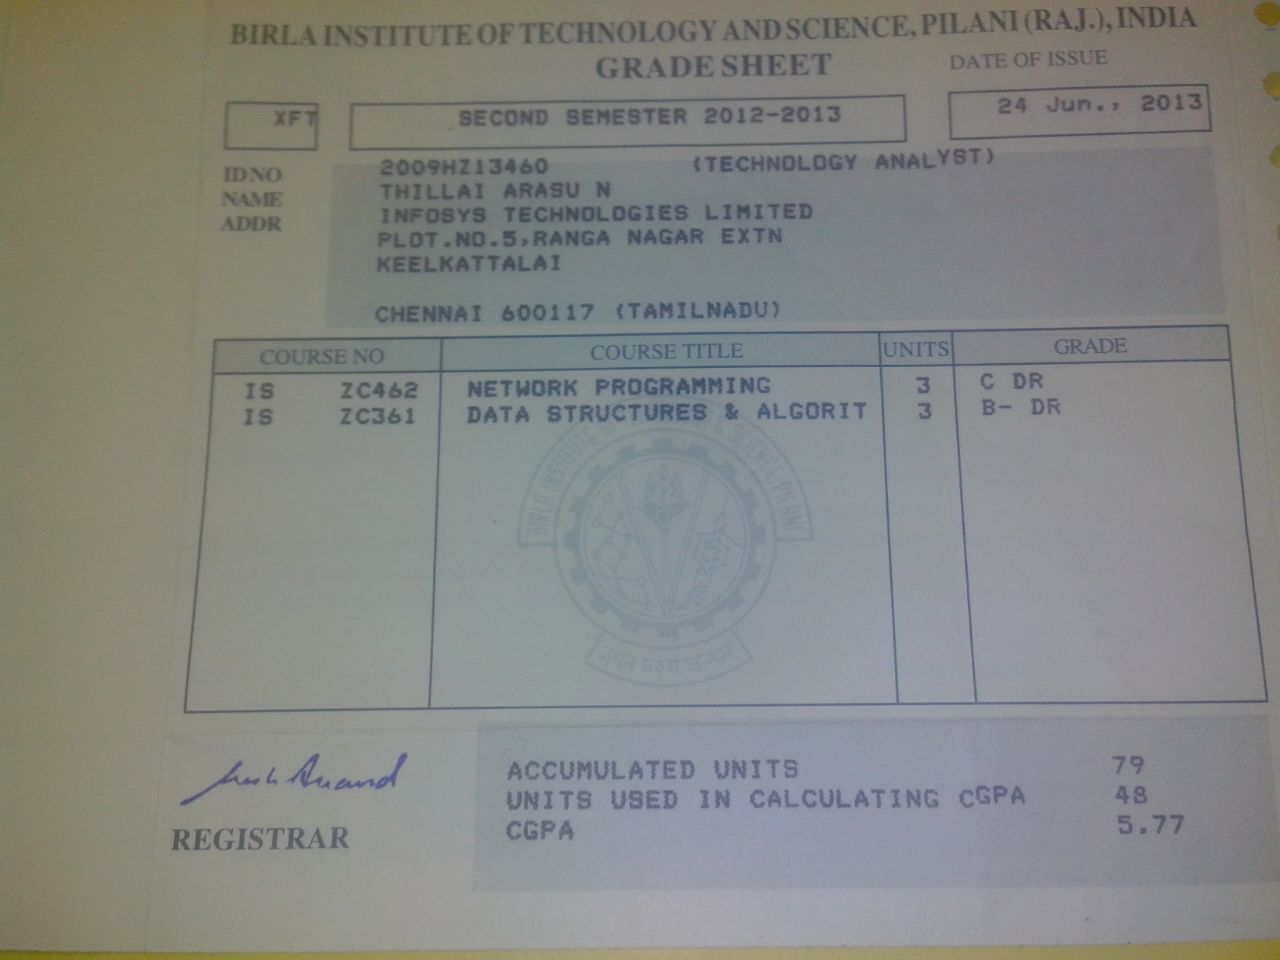 BIRLA INSTITUTE OF TECHNOLOGY AND SCIENCE, PILANI (RAJ.), INDIA
GRADE SHEET
DATE OF ISSUE
XFT SECOND SEMESTER 2012-2013 24 Jun., 2013
ID NO 2009HZ13460 (TECHNOLOGY ANALYST)
NAME THILLAI ARASU N
ADDR INFOSYS TECHNOLOGIES LIMITED
PLOT.NO.5,RANGA NAGAR EXTN
KEELKATTALAI
CHENNAI 600117 (TAMILNADU)
COURSE NO COURSE TITLE UNITS GRADE
IS ZC462 NETWORK PROGRAMMING 3 C DR
IS ZC361 DATA STRUCTURES & ALGORIT 3 B- DR
BIRLA INSTITUTE OF TECHNOLOGY & SCIENCE, PILANI
ACCUMULATED UNITS 79
UNITS USED IN CALCULATING CGPA 48
CGPA 5.77
REGISTRAR